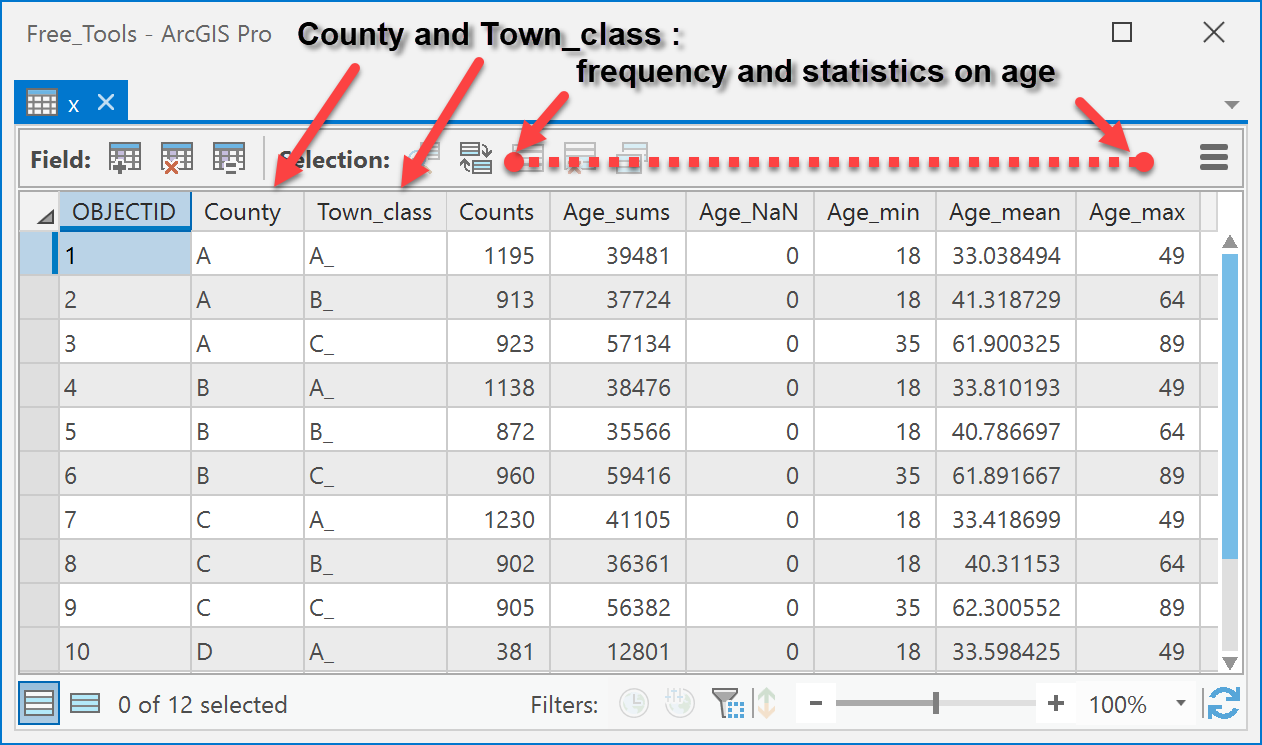 Free_Tools - ArcGIS Pro
County and Town_class :
frequency and statistics on age
x
Field: Selection:
OBJECTID County Town_class Counts Age_sums Age_NaN Age_min Age_mean Age_max
1 A A_ 1195 39481 0 18 33.038494 49
2 A B_ 913 37724 0 18 41.318729 64
3 A C_ 923 57134 0 35 61.900325 89
4 B A_ 1138 38476 0 18 33.810193 49
5 B B_ 872 35566 0 18 40.786697 64
6 B C_ 960 59416 0 35 61.891667 89
7 C A_ 1230 41105 0 18 33.418699 49
8 C B_ 902 36361 0 18 40.31153 64
9 C C_ 905 56382 0 35 62.300552 89
10 D A_ 381 12801 0 18 33.598425 49
0 of 12 selected Filters: 100%